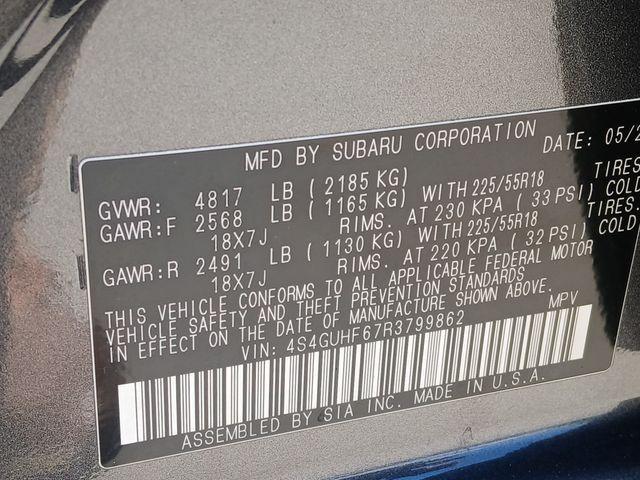 MFD BY SUBARU CORPORATION DATE: 05/2
GVWR: 4817 LB ( 2185 KG)
GAWR:F 2568 LB ( 1165 KG) WITH 225/55R18 TIRES
18X7J RIMS. AT 230 KPA ( 33 PSI) COLD
GAWR:R 2491 LB ( 1130 KG) WITH 225/55R18 TIRES.
18X7J RIMS. AT 220 KPA ( 32 PSI) COLD
THIS VEHICLE CONFORMS TO ALL APPLICABLE FEDERAL MOTOR
VEHICLE SAFETY AND THEFT PREVENTION STANDARDS
IN EFFECT ON THE DATE OF MANUFACTURE SHOWN ABOVE.
VIN: 4S4GUHF67R3799862 MPV
ASSEMBLED BY SIA INC. MADE IN U.S.A.